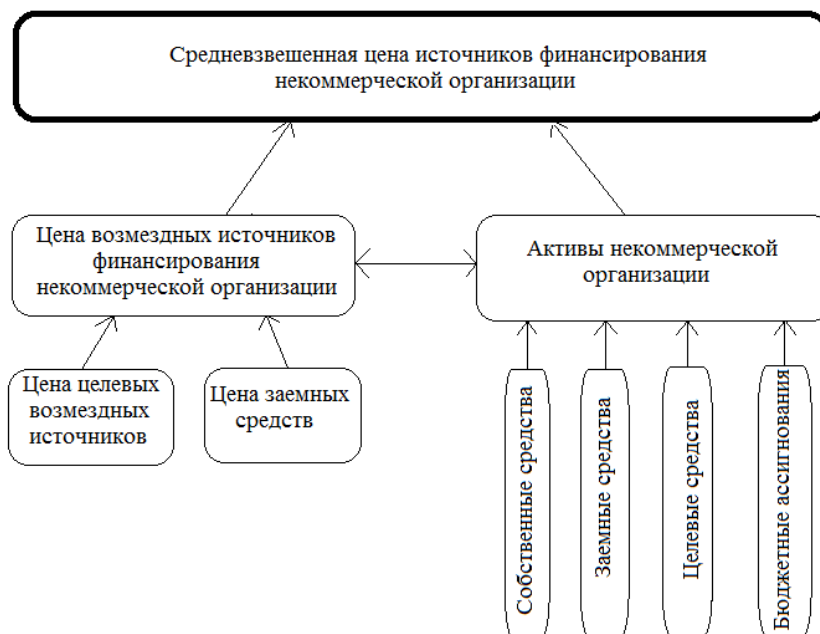 Средневзвешенная цена источников финансирования
некоммерческой организации
Цена возмездных источников
финансирования
некоммерческой организации
Активы некоммерческой
организации
Цена целевых
возмездных
источников
Цена заемных
средств
Собственные средства
Заемные средства
Целевые средства
Бюджетные ассигнования